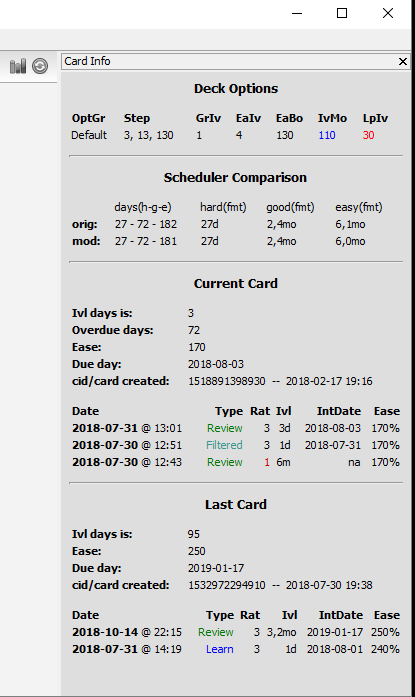 Card Info
Deck Options
OptGr Step GrIv EaIv EaBo IvMo LpIv
Default 3, 13, 130 1 4 130 110 30
Scheduler Comparison
days(h-g-e) hard(fmt) good(fmt) easy(fmt)
orig: 27 - 72 - 182 27d 2,4mo 6,1mo
mod: 27 - 72 - 181 27d 2,4mo 6,0mo
Current Card
Ivl days is: 3
Overdue days: 72
Ease: 170
Due day: 2018-08-03
cid/card created: 1518891398930 -- 2018-02-17 19:16
Date Type Rat Ivl IntDate Ease
2018-07-31 @ 13:01 Review 3 3d 2018-08-03 170%
2018-07-30 @ 12:51 Filtered 3 1d 2018-07-31 170%
2018-07-30 @ 12:43 Review 1 6m na 170%
Last Card
Ivl days is: 95
Ease: 250
Due day: 2019-01-17
cid/card created: 1532972294910 -- 2018-07-30 19:38
Date Type Rat Ivl IntDate Ease
2018-10-14 @ 22:15 Review 3 3,2mo 2019-01-17 250%
2018-07-31 @ 14:19 Learn 3 1d 2018-08-01 240%